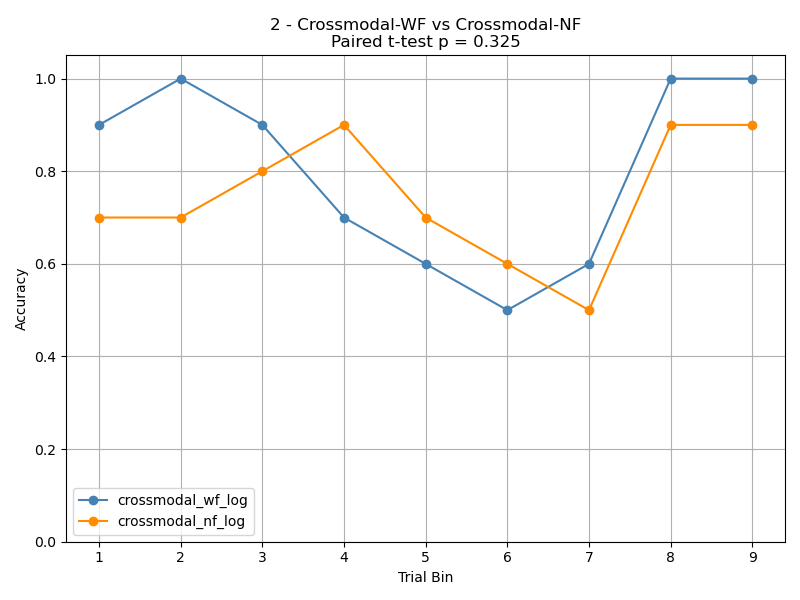 2 - Crossmodal-WF vs Crossmodal-NF
Paired t-test p = 0.325
Accuracy
1.0
0.8
0.6
0.4
0.2
0.0
crossmodal_wf_log
crossmodal_nf_log
1 2 3 4 5 6 7 8 9
Trial Bin